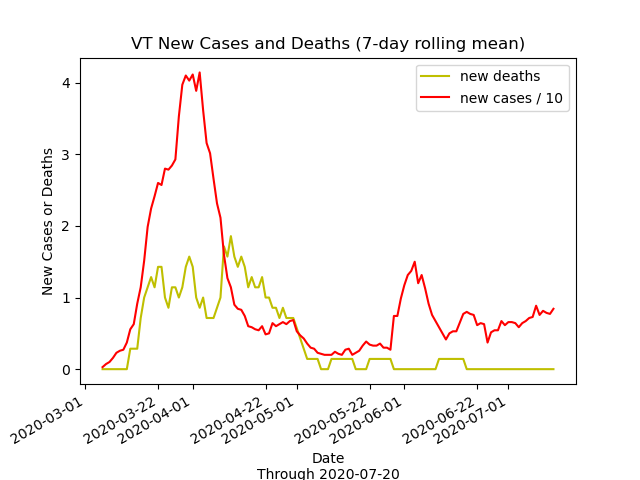 VT New Cases and Deaths (7-day rolling mean)
new deaths
new cases / 10
4
3
2
1
0
New Cases or Deaths
2020-03-01
2020-03-22
2020-04-01
2020-04-22
2020-05-01
2020-05-22
2020-06-01
2020-06-22
2020-07-01
Date
Through 2020-07-20